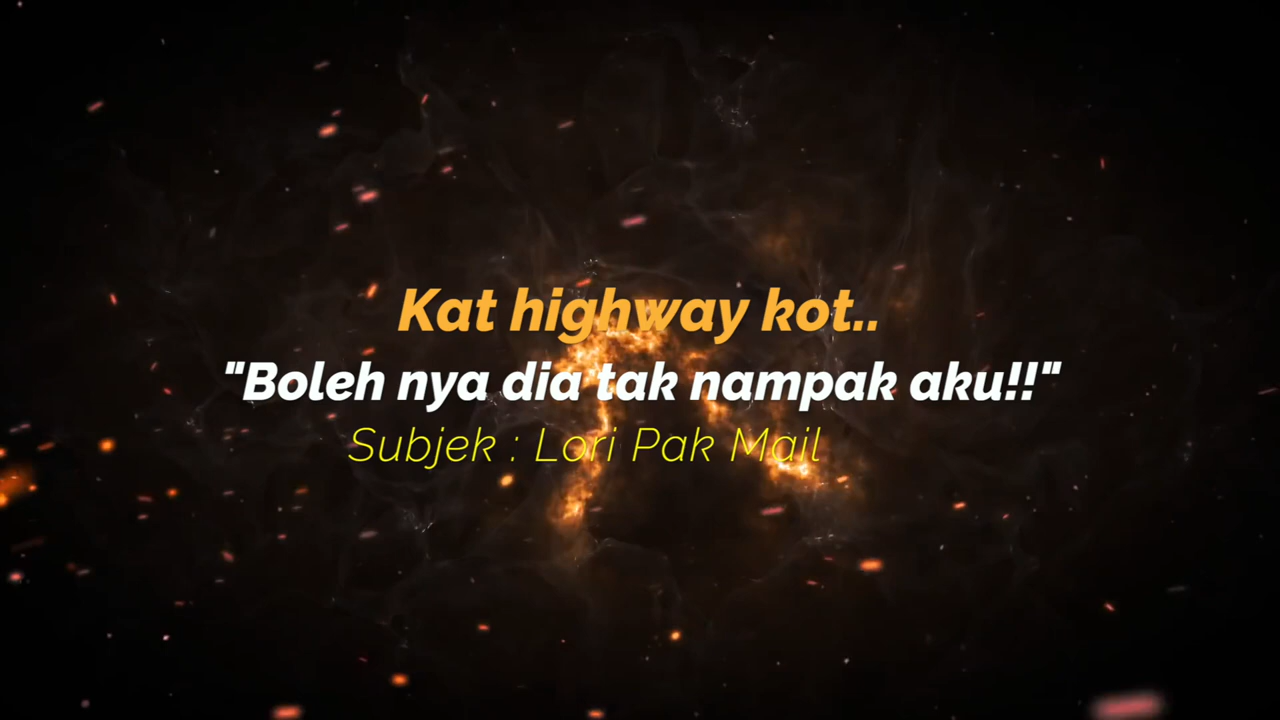 Kat highway kot..
"Boleh nya dia tak nampak aku!!"
Subjek : Lori Pak Mail